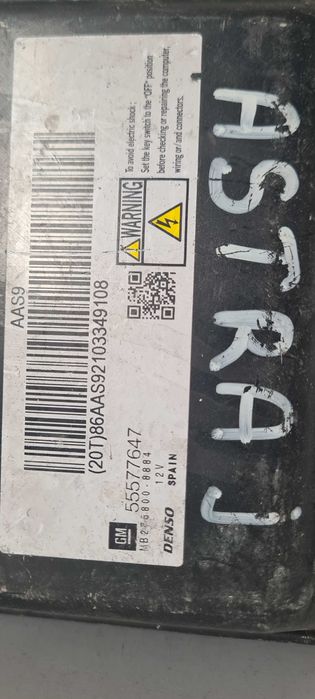 AAS9
(20T)86AAS92103349108
WARNING
To avoid electric shock;
Set the key switch to the "OFF" position
before checking or repairing the computer,
wiring or/and connectors.
GM
55577647
MB275800-8884
12V
DENSO SPAIN
ASTRA J